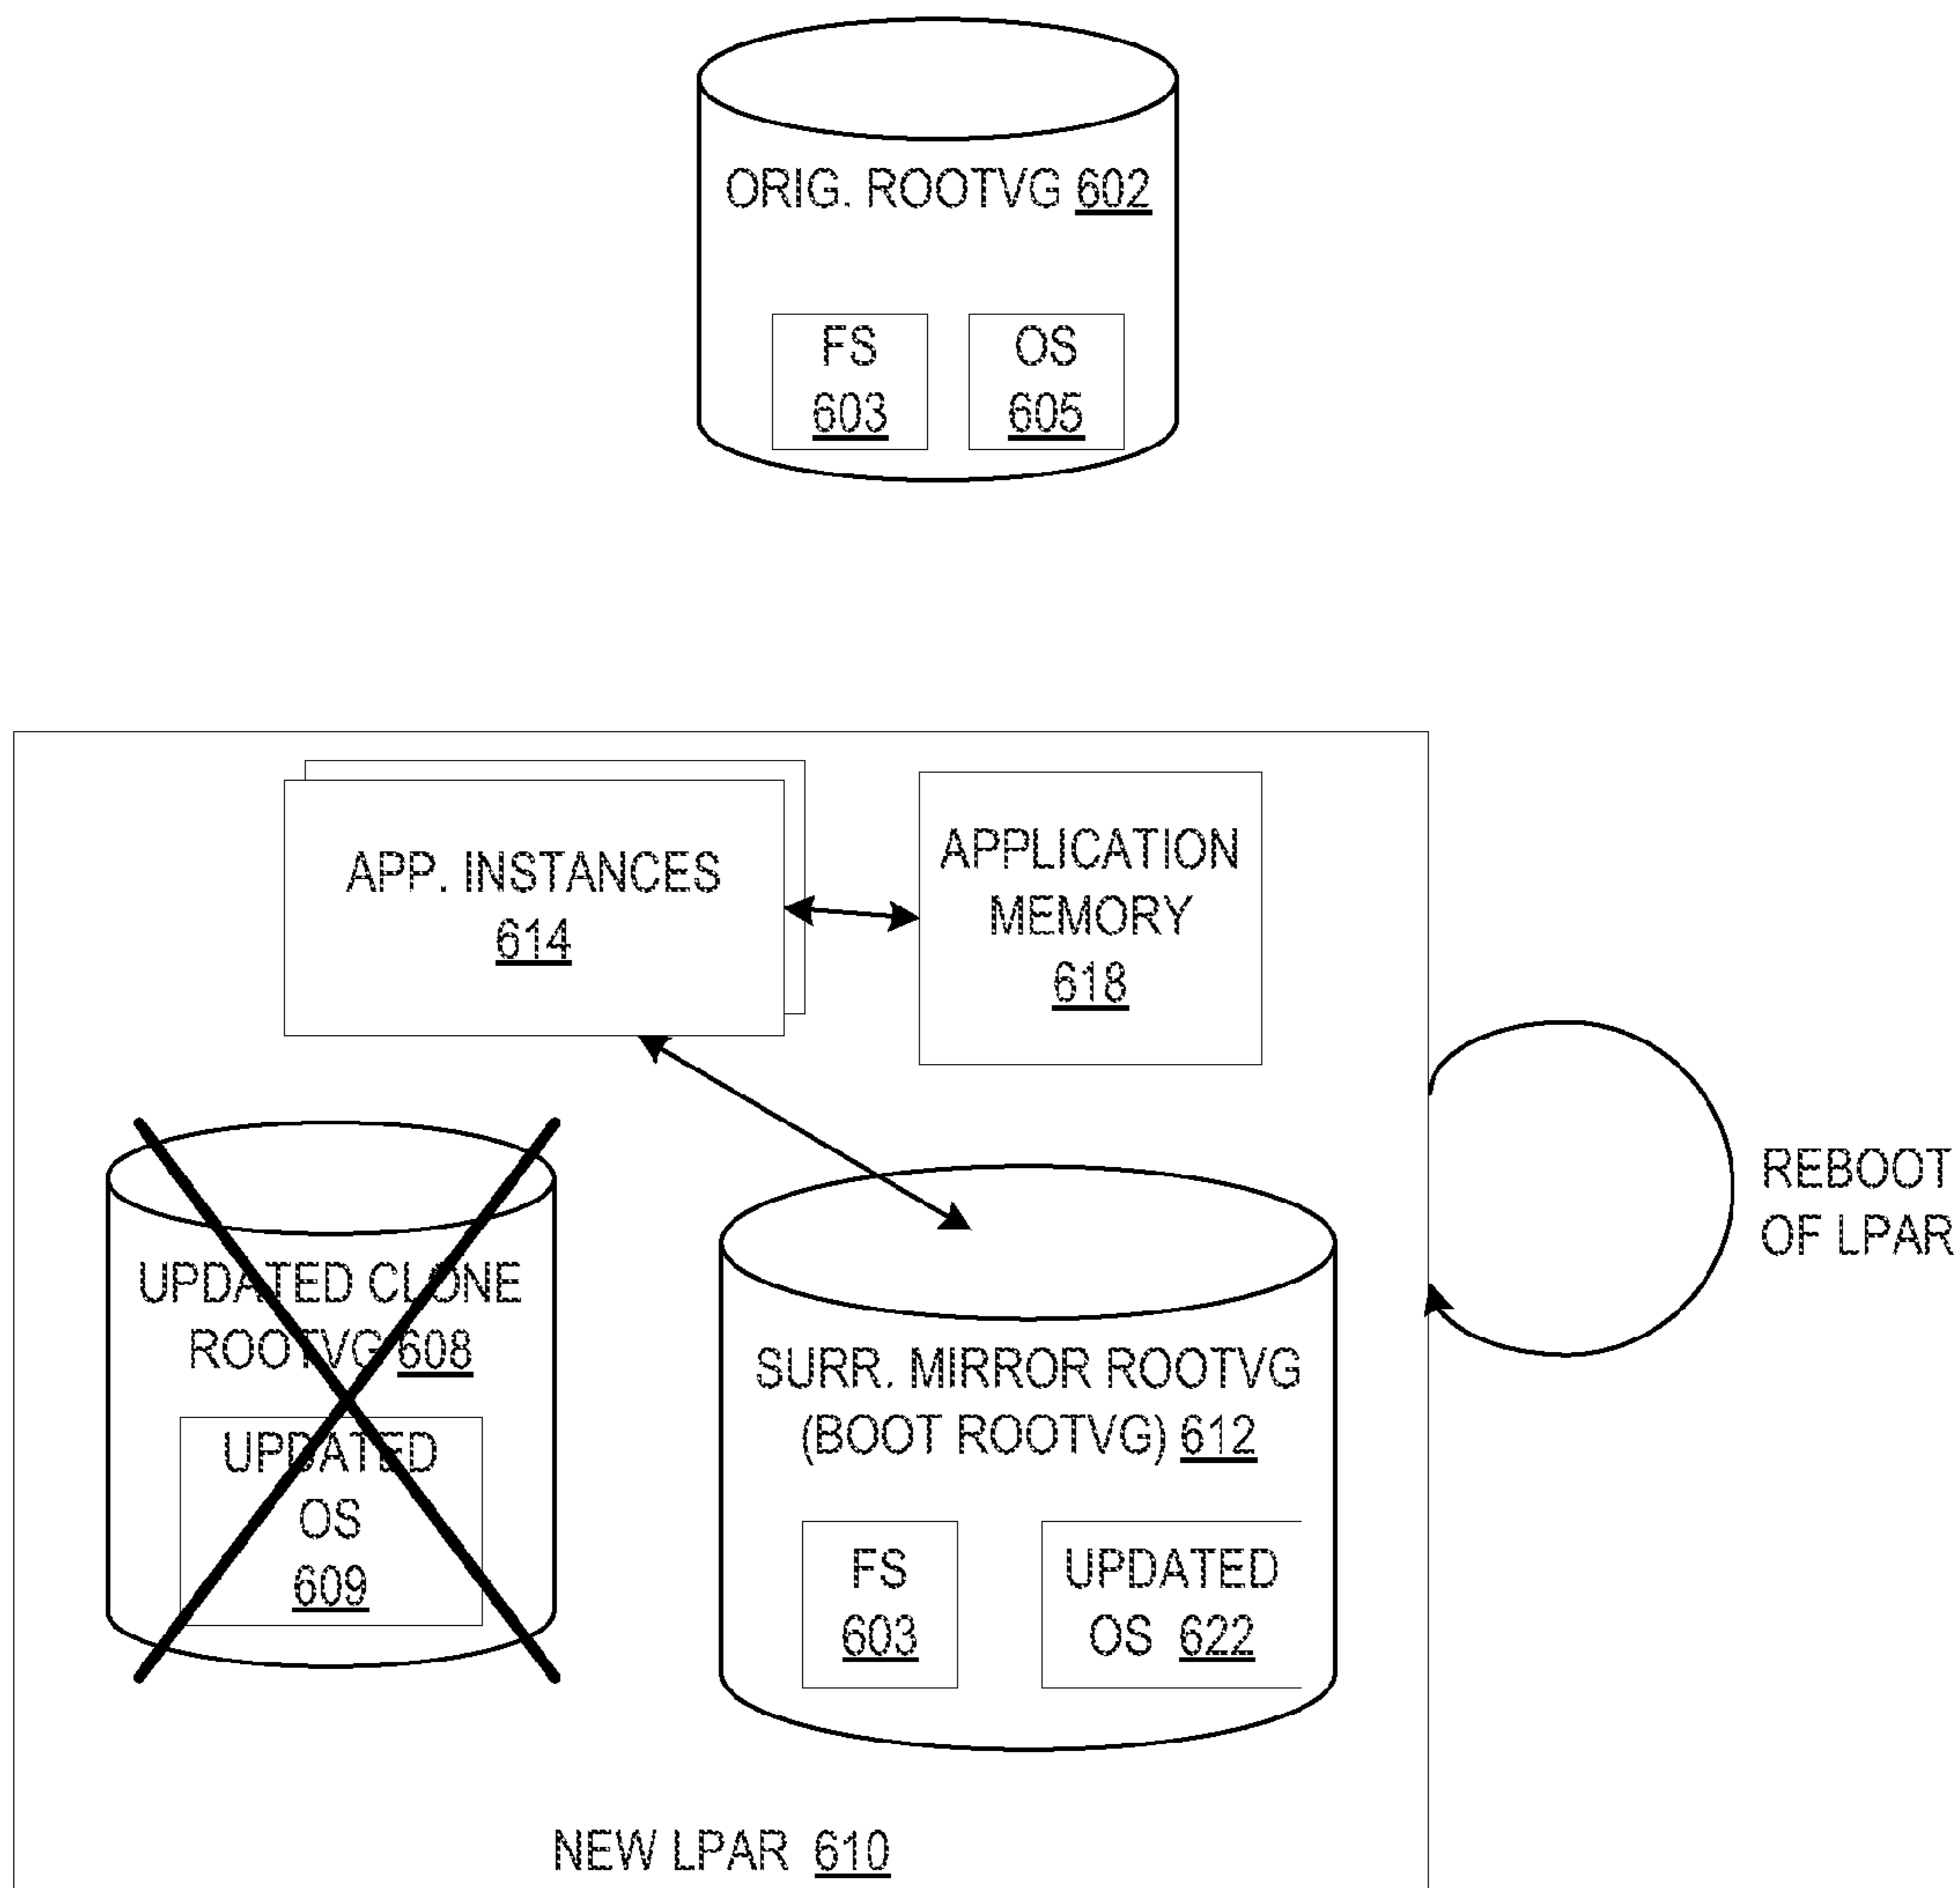 ORIG. ROOTVG 602
FS
603
OS
605
APP. INSTANCES
614
APPLICATION
MEMORY
618
REBOOT
OF LPAR
UPDATED CLONE
ROOTVG 608
UPDATED
OS
609
SURR. MIRROR ROOTVG
(BOOT ROOTVG) 612
FS
603
UPDATED
OS 622
NEW LPAR 610